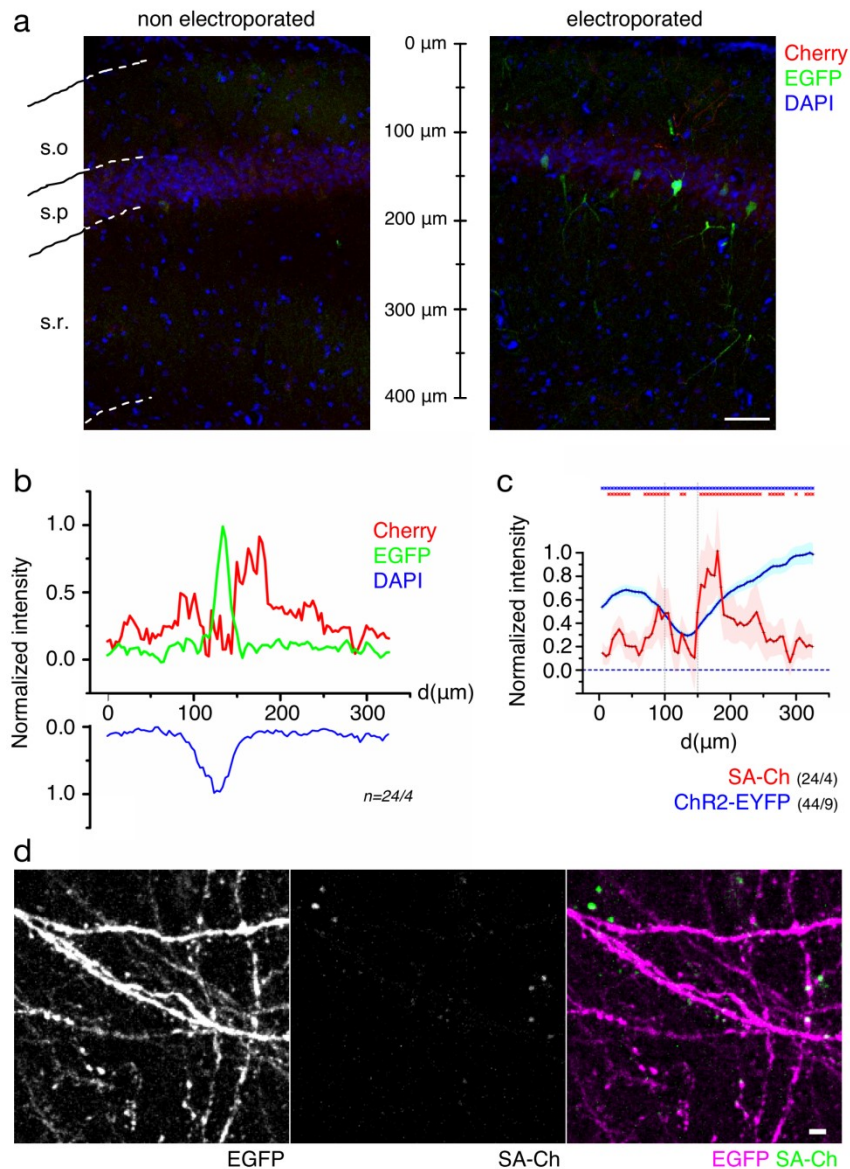 a
non electroporated
electroporated
0 µm
100 µm
200 µm
300 µm
400 µm
Cherry
EGFP
DAPI
s.o
s.p
s.r.
b
Normalized intensity
1.0
0.5
0.0
Cherry
EGFP
DAPI
0 100 200 300
d(µm)
0.0
1.0
n=24/4
c
Normalized intensity
1.0
0.8
0.6
0.4
0.2
0.0
0 100 200 300
d(µm)
SA-Ch (24/4)
ChR2-EYFP (44/9)
d
EGFP
SA-Ch
EGFP SA-Ch